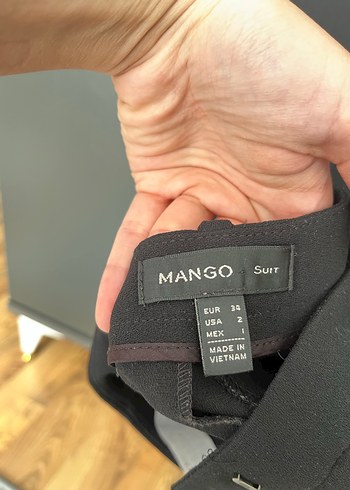 MANGO SUIT
EUR 34
USA 2
MEX 1
MADE IN
VIETNAM